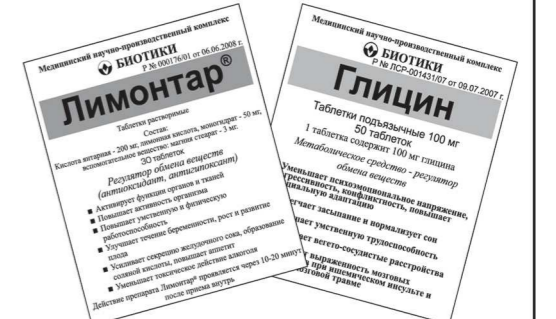 Медицинский научно-производственный комплекс
БИОТИКИ
Р № 000176/01 от 06.06.2008 г.
Лимонтар®
Таблетки растворимые
Состав:
Кислота янтарная - 200 мг, лимонная кислота, моногидрат - 50 мг,
вспомогательное вещество: магния стеарат - 3 мг.
30 таблеток
Регулятор обмена веществ
(антиоксидант, антигипоксант)
■ Активирует функции органов и тканей
■ Повышает активность организма
■ Повышает умственную и физическую
работоспособность
■ Улучшает течение беременности, рост и развитие
плода
■ Усиливает секрецию желудочного сока, образование
соляной кислоты, повышает аппетит
■ Уменьшает токсическое действие алкоголя
Действие препарата Лимонтар® проявляется через 10-20 минут
после приема внутрь
Медицинский научно-производственный комплекс
БИОТИКИ
Р № ЛСР-001431/07 от 09.07.2007 г.
Глицин
Таблетки подъязычные 100 мг
50 таблеток
1 таблетка содержит 100 мг глицина
Метаболическое средство - регулятор
обмена веществ
Уменьшает психоэмоциональное напряжение,
агрессивность, конфликтность, повышает
социальную адаптацию
засыпание и нормализует сон
умственную трудоспособность
вегето-сосудистые расстройства
выраженность мозговых
при ишемическом инсульте и
мозговой травме